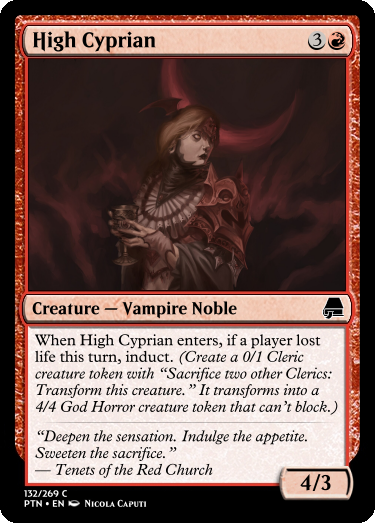 High Cyprian 3
Creature — Vampire Noble
When High Cyprian enters, if a player lost
life this turn, induct. (Create a 0/1 Cleric
creature token with “Sacrifice two other Clerics:
Transform this creature.” It transforms into a
4/4 God Horror creature token that can’t block.)
“Deepen the sensation. Indulge the appetite.
Sweeten the sacrifice.”
— Tenets of the Red Church
4/3
132/269 C
PTN • EN Nicola Caputi